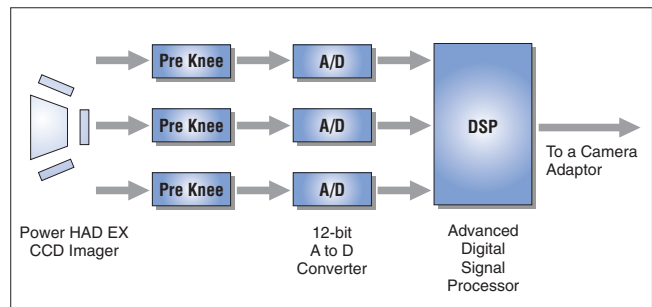 Pre Knee
A/D
Pre Knee
A/D
DSP
Pre Knee
A/D
To a Camera
Adaptor
Power HAD EX
CCD Imager
12-bit
A to D
Converter
Advanced
Digital
Signal
Processor